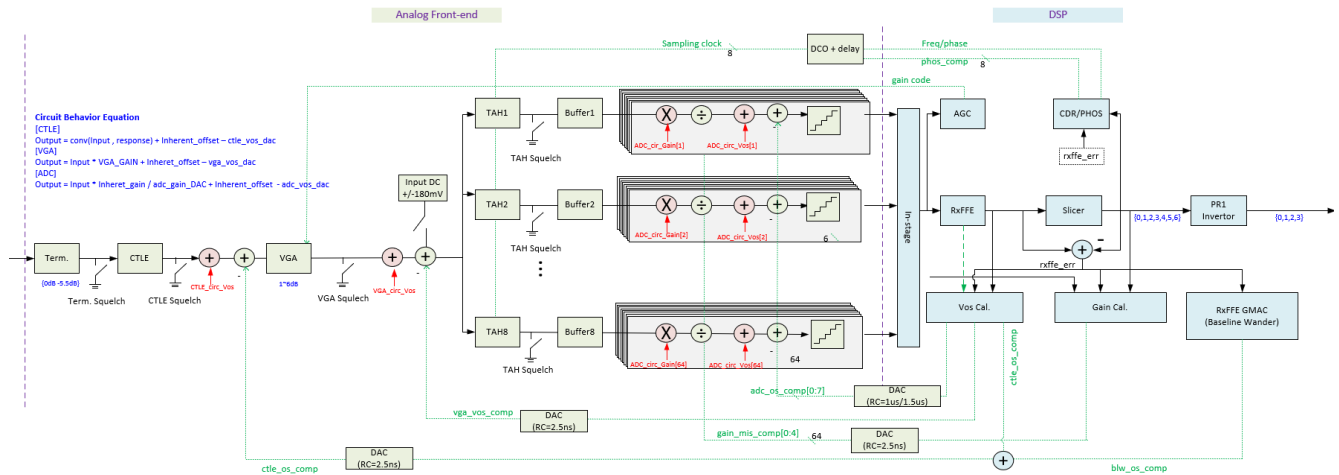 Analog Front-end
DSP
Sampling clock
8
DCO + delay
Freq/phase
phos_comp
8
gain code
Circuit Behavior Equation
[CTLE]
Output = conv(Input , response) + Inherent_offset – ctle_vos_dac
[VGA]
Output = Input * VGA_GAIN + Inheret_offset – vga_vos_dac
[ADC]
Output = Input * Inheret_gain / adc_gain_DAC + Inherent_offset - adc_vos_dac
TAH1
Buffer1
TAH Squelch
X
÷
+
+
-
ADC_cir_Gain[1]
ADC_circ_Vos[1]
AGC
CDR/PHOS
rxffe_err
Input DC
+/-180mV
TAH2
Buffer2
TAH Squelch
X
÷
+
+
-
ADC_circ_Gain[2]
ADC_circ_Vos[2]
6
In-stage
RxFFE
Slicer
{0,1,2,3,4,5,6}
PR1
Invertor
{0,1,2,3}
+
-
rxffe_err
Term.
{0dB -5.5dB}
Term. Squelch
CTLE
CTLE Squelch
+
CTLE_circ_Vos
+
-
VGA
1~6dB
VGA Squlech
+
VGA_circ_Vos
+
-
...
TAH8
Buffer8
TAH Squelch
X
÷
+
+
-
ADC_circ_Gain[64]
ADC_circ_Vos[64]
64
Vos Cal.
Gain Cal.
RxFFE GMAC
(Baseline Wander)
adc_os_comp[0:7]
DAC
(RC=1us/1.5us)
ctle_os_comp
vga_vos_comp
DAC
(RC=2.5ns)
gain_mis_comp[0:4]
64
DAC
(RC=2.5ns)
ctle_os_comp
DAC
(RC=2.5ns)
+
blw_os_comp